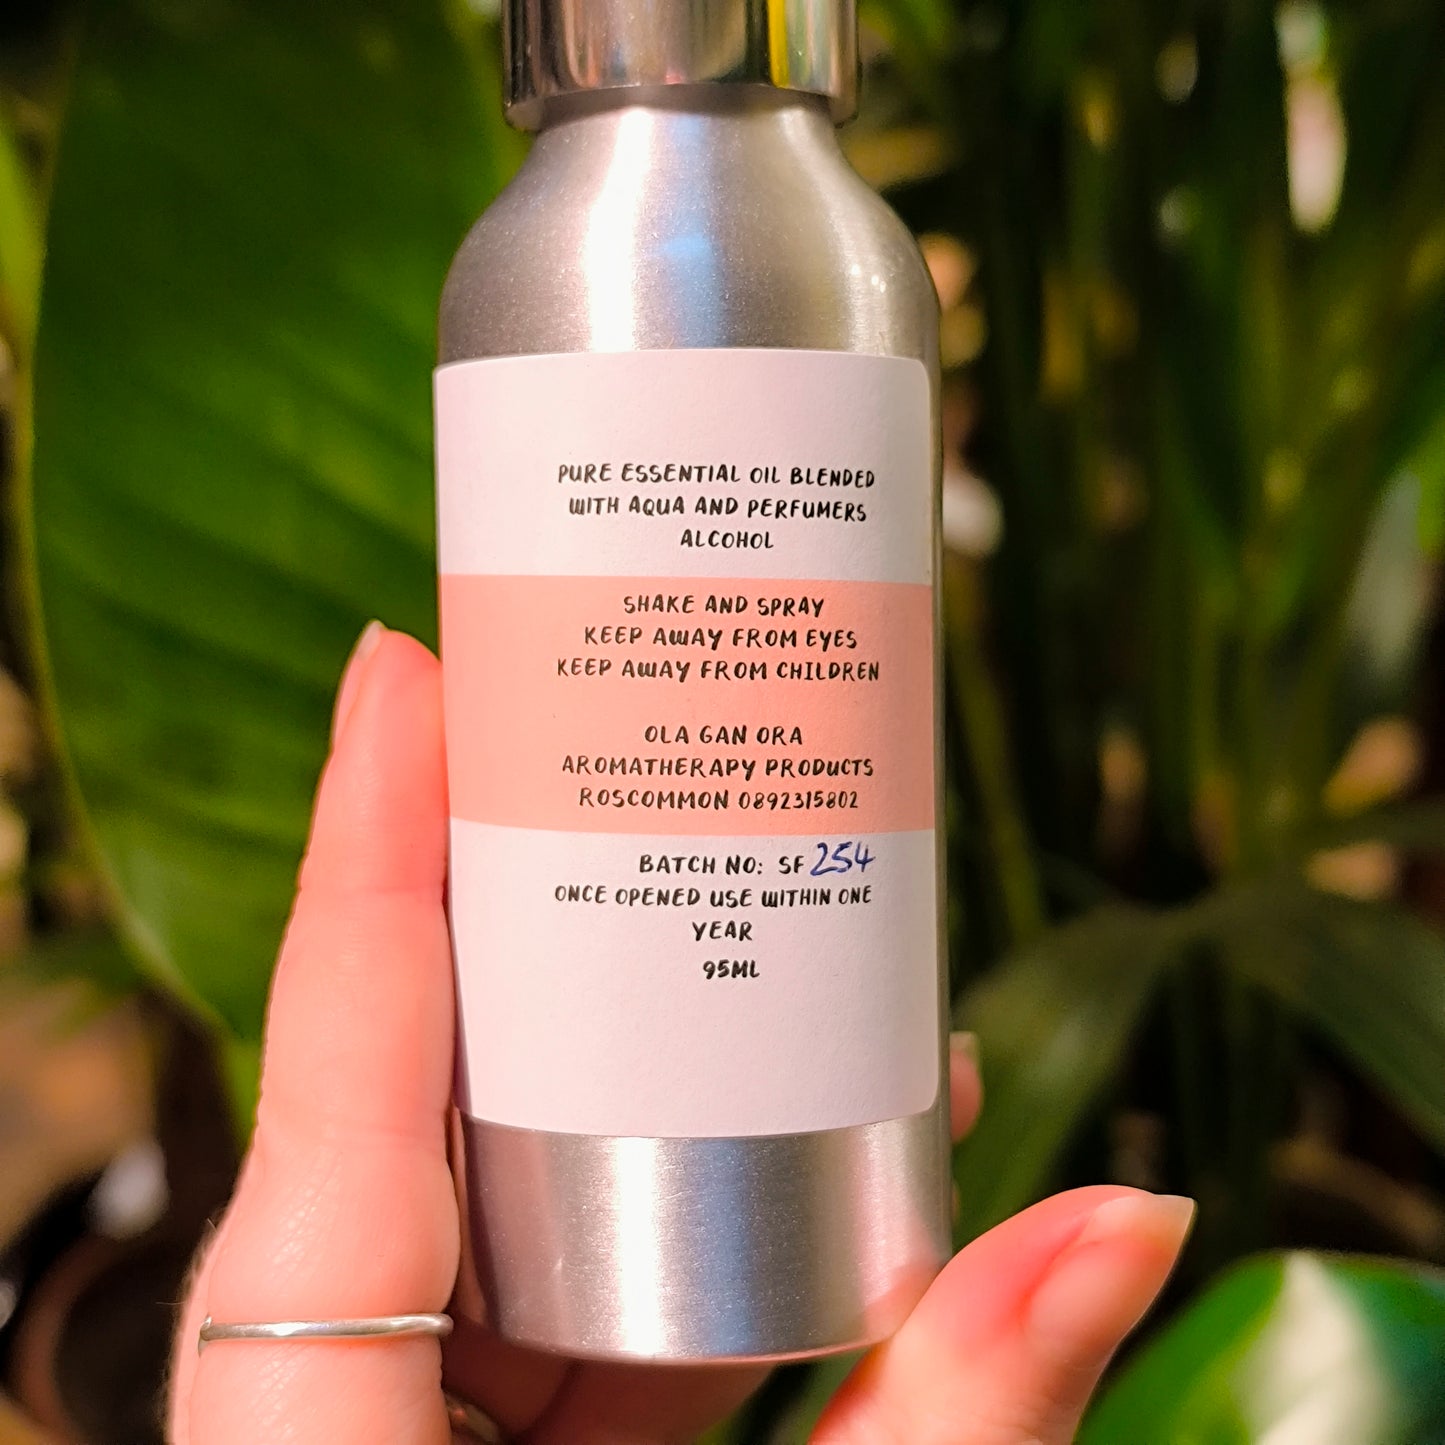 PURE ESSENTIAL OIL BLENDED
WITH AQUA AND PERFUMERS
ALCOHOL
SHAKE AND SPRAY
KEEP AWAY FROM EYES
KEEP AWAY FROM CHILDREN
OLA GAN ORA
AROMATHERAPY PRODUCTS
ROSCOMMON 0892315802
BATCH NO: SF 254
ONCE OPENED USE WITHIN ONE
YEAR
95ML